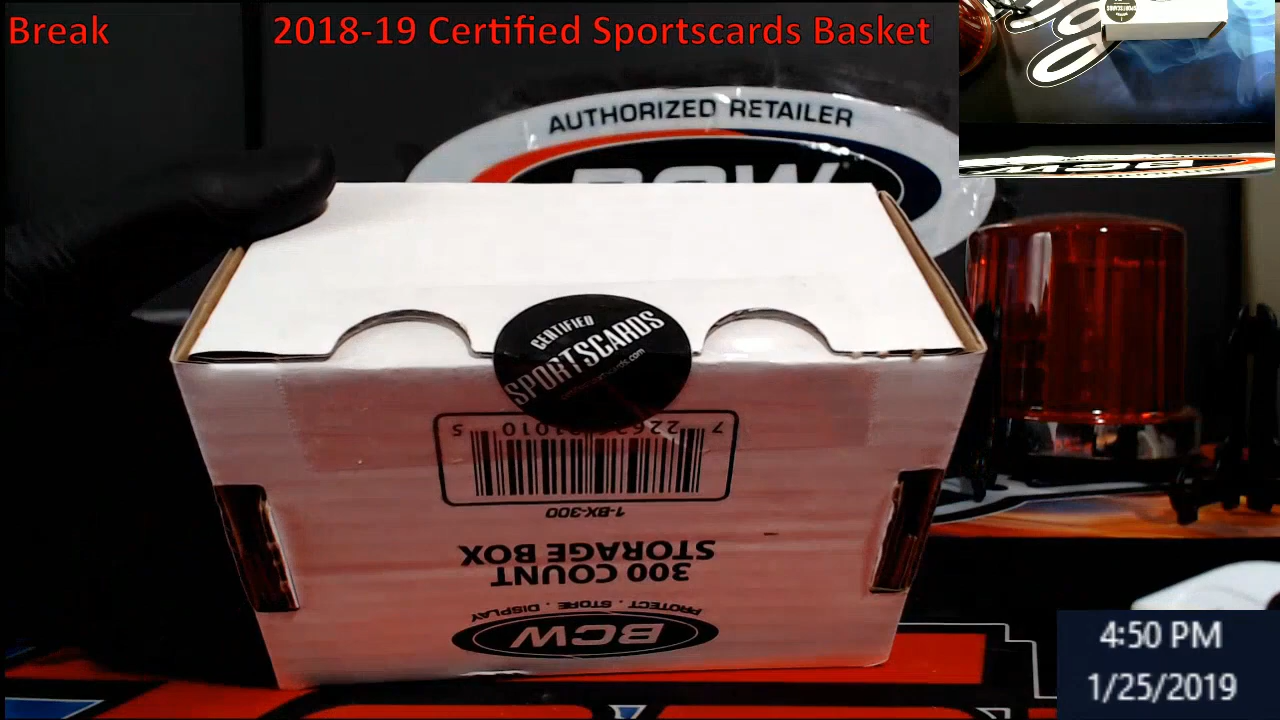 Break 2018-19 Certified Sportscards Basket
AUTHORIZED RETAILER
BCW
CERTIFIED
SPORTSCARDS
1-BX-300
300 COUNT
STORAGE BOX
PROTECT . STORE . DISPLAY
BCW
4:50 PM
1/25/2019